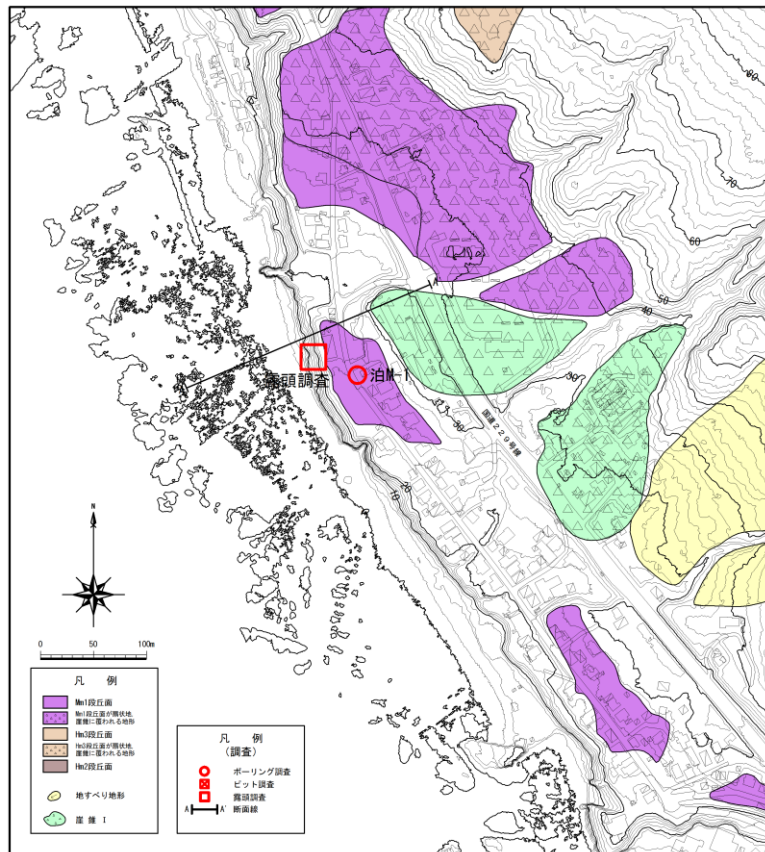 80
70
60
50
40
A'
30
泊M-1
露頭調査
国道229号線
30
20
10
N
0 50 100m
凡 例
Mm1段丘面
Mm1段丘面が扇状地、
崖錐に覆われる地形
Hm3段丘面
Hm3段丘面が扇状地、
崖錐に覆われる地形
Hm2段丘面
地すべり地形
崖錐 I
凡 例
(調査)
ボーリング調査
ピット調査
露頭調査
A A' 断面線